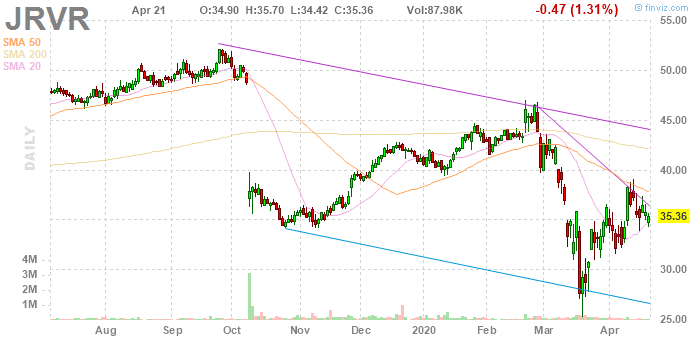 JRVR Apr 21 O:34.90 H:35.70 L:34.42 C:35.36 Vol:87.98K -0.47 (1.31%) © finviz.com
SMA 50
SMA 200
SMA 20
DAILY
55.00
50.00
45.00
40.00
35.36
30.00
25.00
4M
3M
2M
1M
Aug Sep Oct Nov Dec 2020 Feb Mar Apr